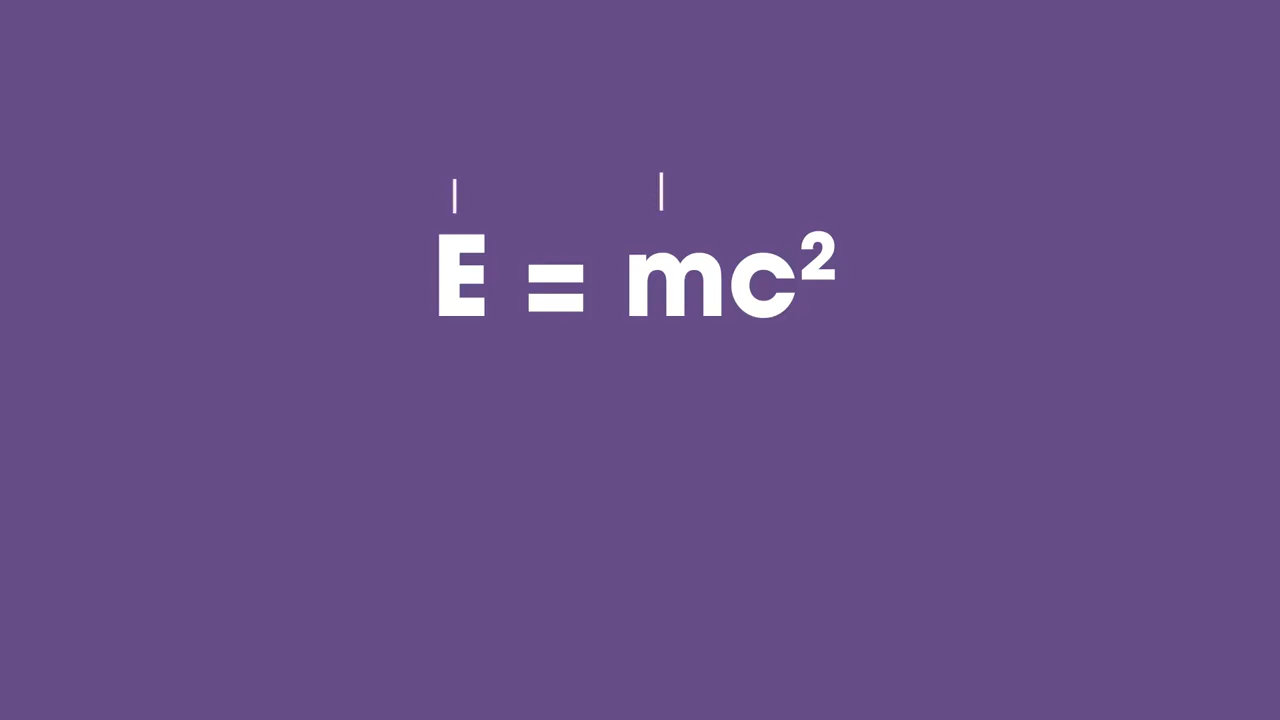 E = mc²